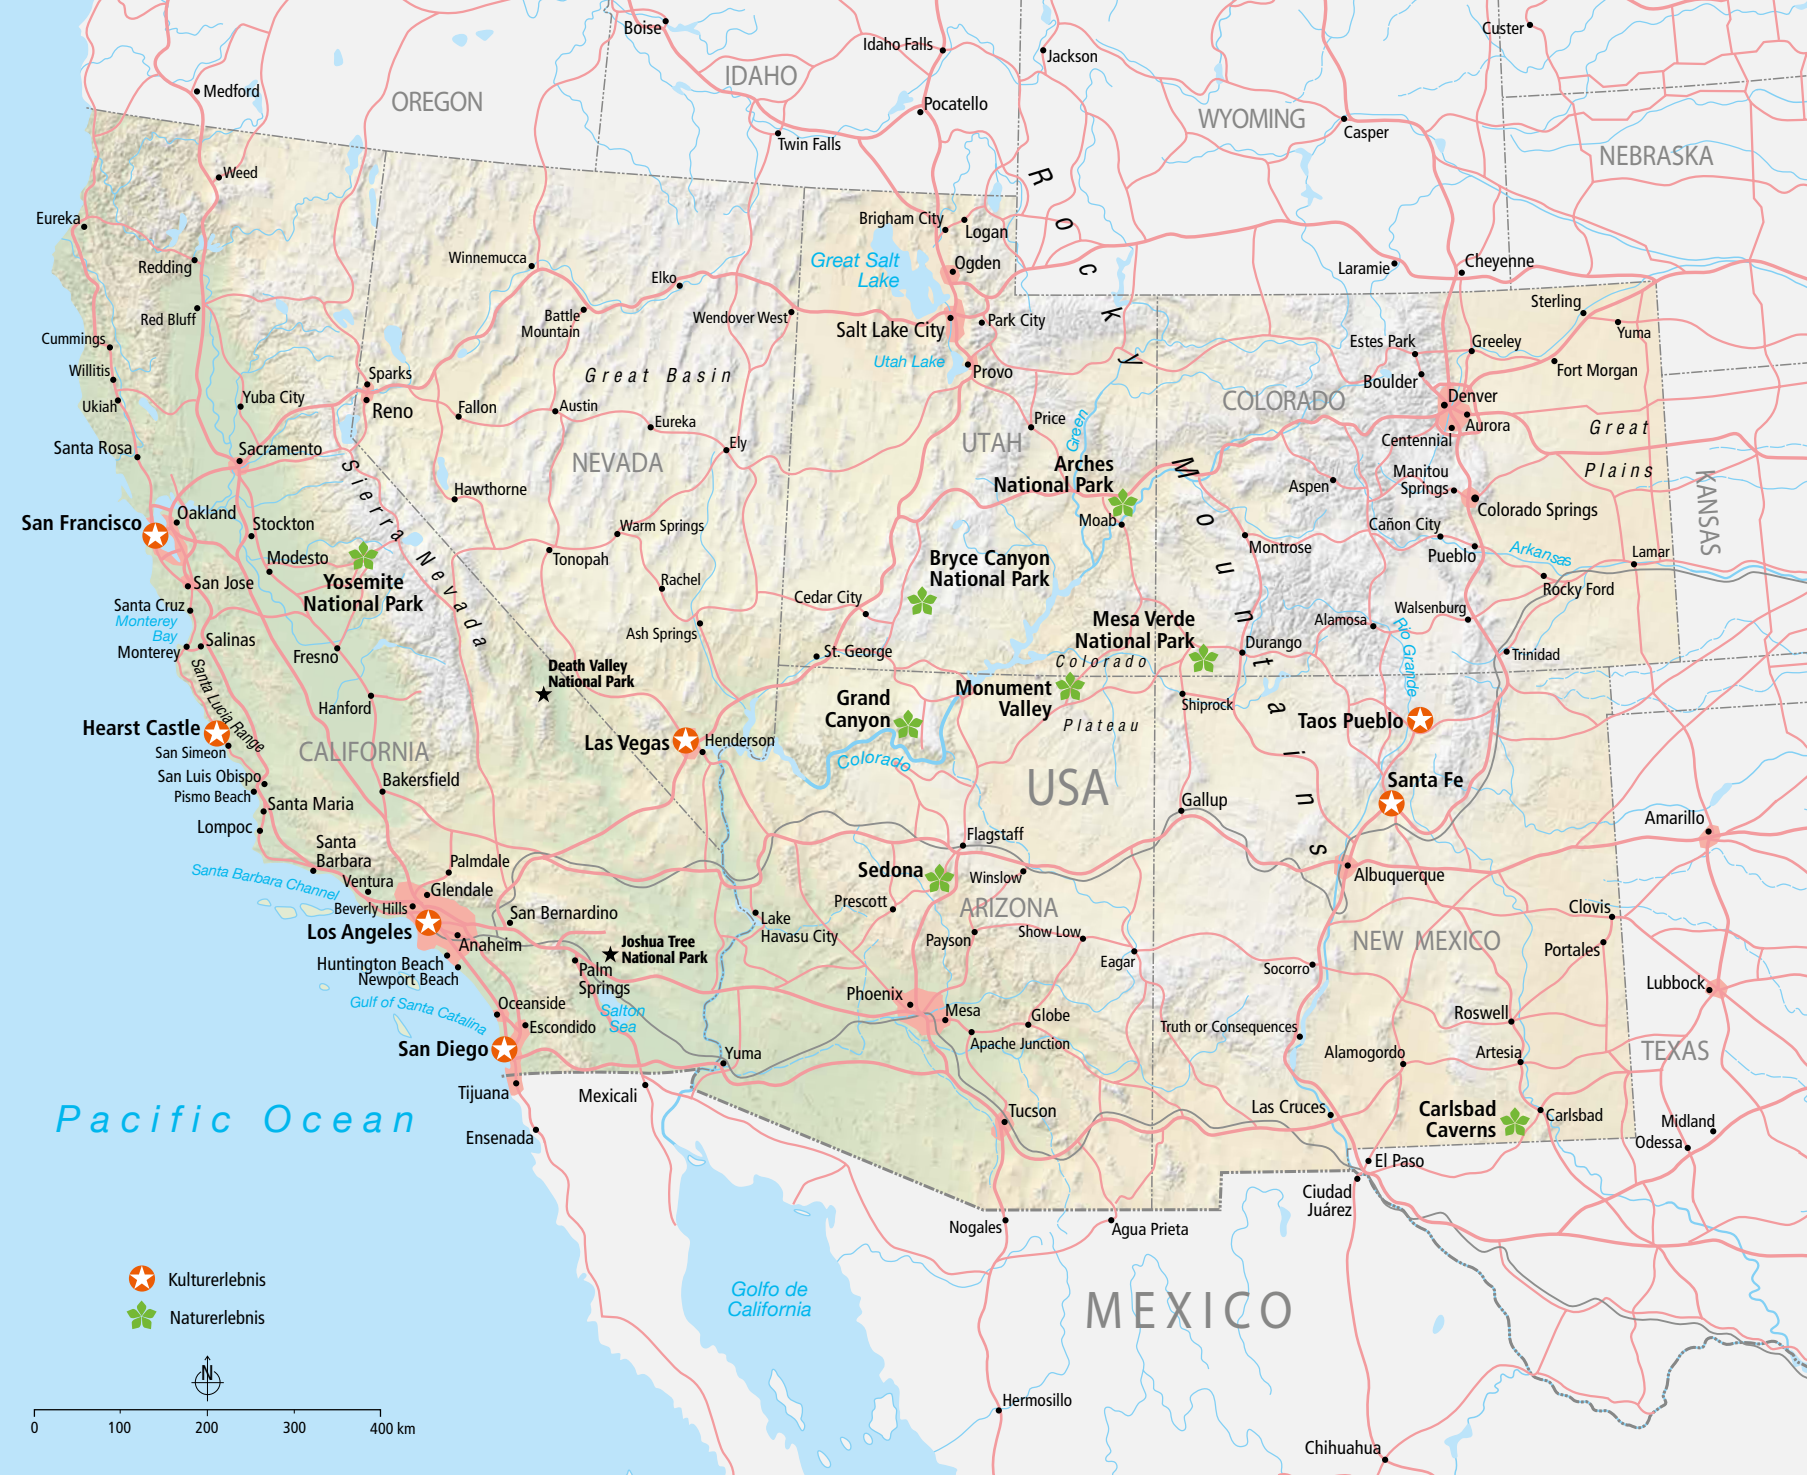 Boise
Idaho Falls
Jackson
Custer
IDAHO
Medford
OREGON
Pocatello
WYOMING
Casper
Twin Falls
NEBRASKA
Weed
Rocky Mountains
Eureka
Brigham City
Logan
Redding
Winnemucca
Elko
Great Salt
Lake
Ogden
Laramie
Cheyenne
Red Bluff
Battle
Mountain
Wendover West
Salt Lake City
Park City
Sterling
Yuma
Cummings
Willitis
Ukiah
Sparks
Reno
Great Basin
Utah Lake
Provo
Estes Park
Greeley
Boulder
Fort Morgan
Yuba City
Fallon
Austin
Eureka
Ely
Price
Green
COLORADO
Denver
Aurora
Centennial
Great
Plains
Santa Rosa
Sacramento
Sierra Nevada
NEVADA
UTAH
Arches
National Park
Moab
Aspen
Manitou
Springs
Colorado Springs
KANSAS
Hawthorne
San Francisco
Oakland
Stockton
Modesto
Warm Springs
Tonopah
Bryce Canyon
National Park
Montrose
Cañon City
Pueblo
Arkansas
Lamar
San Jose
Yosemite
National Park
Rachel
Cedar City
Mesa Verde
National Park
Rocky Ford
Walsenburg
Alamosa
Santa Cruz
Monterey
Bay
Monterey
Salinas
Fresno
Ash Springs
St. George
Durango
Rio Grande
Trinidad
Santa Lucia Range
Death Valley
National Park
Colorado
Plateau
Monument
Valley
Grand
Canyon
Shiprock
Hanford
Hearst Castle
San Simeon
CALIFORNIA
Las Vegas
Henderson
Colorado
Taos Pueblo
USA
Santa Fe
San Luis Obispo
Pismo Beach
Santa Maria
Lompoc
Bakersfield
Gallup
Amarillo
Santa
Barbara
Santa Barbara Channel
Ventura
Palmdale
Glendale
Beverly Hills
Los Angeles
San Bernardino
Flagstaff
Sedona
Winslow
Albuquerque
Prescott
ARIZONA
Lake
Havasu City
Payson
Show Low
Eagar
NEW MEXICO
Clovis
Portales
Anaheim
Joshua Tree
National Park
Huntington Beach
Newport Beach
Palm
Springs
Socorro
Lubbock
Gulf of Santa Catalina
Oceanside
Escondido
Salton
Sea
Phoenix
Mesa
Globe
Apache Junction
Truth or Consequences
Roswell
San Diego
Yuma
Alamogordo
Artesia
TEXAS
Tijuana
Mexicali
Pacific Ocean
Ensenada
Tucson
Las Cruces
Carlsbad
Caverns
Carlsbad
Midland
Odessa
El Paso
Ciudad
Juárez
Nogales
Agua Prieta
Kulturerlebnis
Naturerlebnis
Golfo de
California
MEXICO
N
0 100 200 300 400 km
Hermosillo
Chihuahua